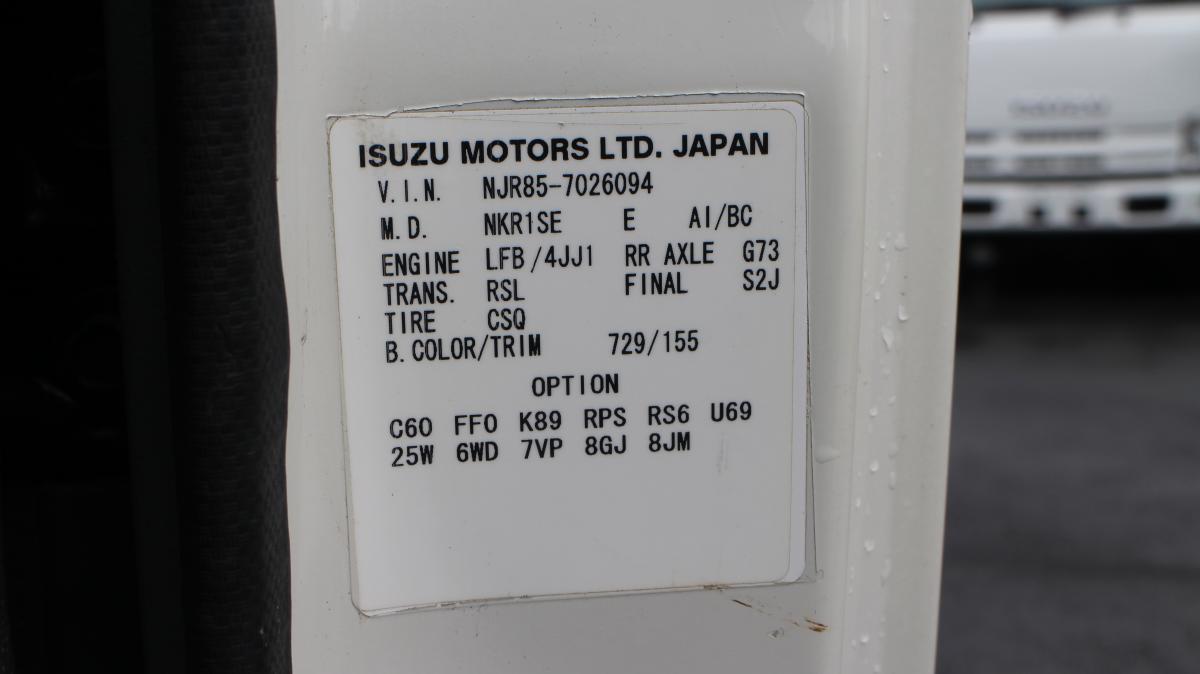 ISUZU MOTORS LTD. JAPAN
V.I.N. NJR85-7026094
M.D. NKR1SE E AI/BC
ENGINE LFB/4JJ1 RR AXLE G73
TRANS. RSL FINAL S2J
TIRE CSQ
B.COLOR/TRIM 729/155
OPTION
C60 FF0 K89 RPS RS6 U69
25W 6WD 7VP 8GJ 8JM